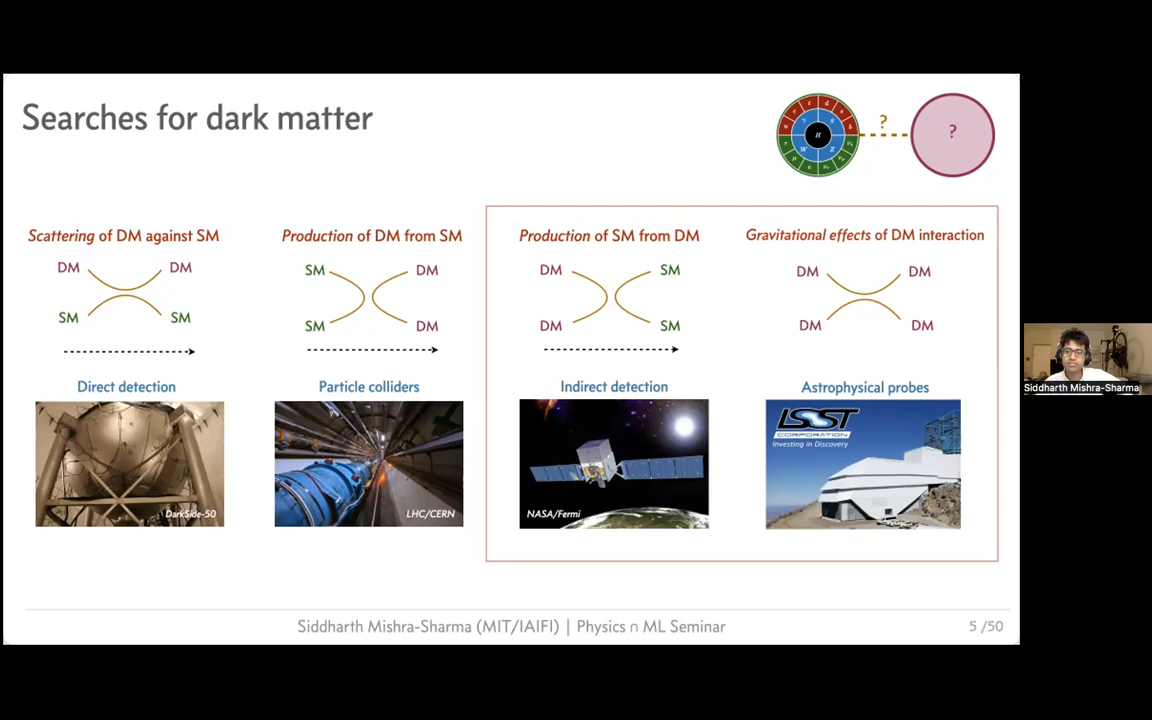 Searches for dark matter
?
?
H
W
Z
Scattering of DM against SM
DM
DM
SM
SM
Direct detection
DarkSide-50
Production of DM from SM
SM
DM
SM
DM
Particle colliders
LHC/CERN
Production of SM from DM
DM
SM
DM
SM
Indirect detection
NASA/Fermi
Gravitational effects of DM interaction
DM
DM
DM
DM
Astrophysical probes
LSST
CORPORATION
Investing in Discovery
Siddharth Mishra-Sharma (MIT/IAIFI) | Physics ∩ ML Seminar
5 /50
Siddharth Mishra-Sharma